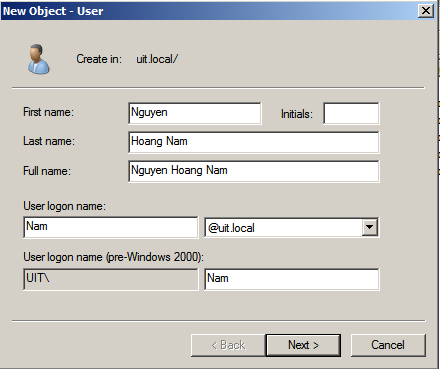 New Object - User
Create in: uit.local/
First name: Nguyen Initials:
Last name: Hoang Nam
Full name: Nguyen Hoang Nam
User logon name:
Nam @uit.local
User logon name (pre-Windows 2000):
UIT\ Nam
< Back Next > Cancel